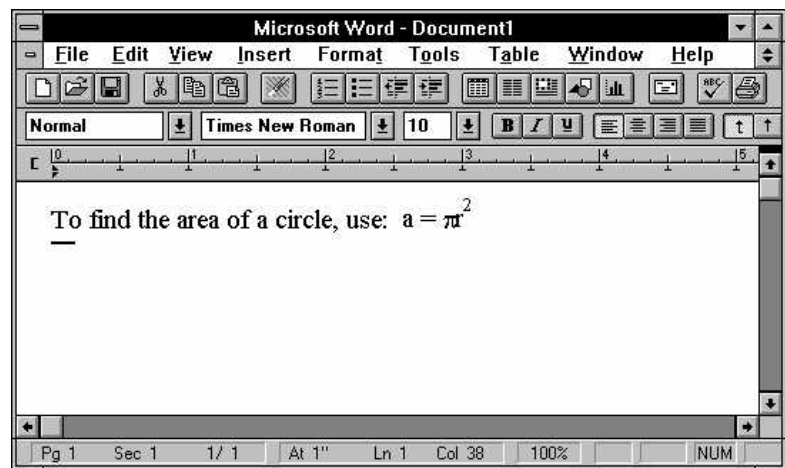 Microsoft Word - Document1
File Edit View Insert Format Tools Table Window Help
ABC
Normal Times New Roman 10 B I U
0 1 2 3 4 5
To find the area of a circle, use: a = πr²
Pg 1 Sec 1 1/ 1 At 1" Ln 1 Col 38 100% NUM